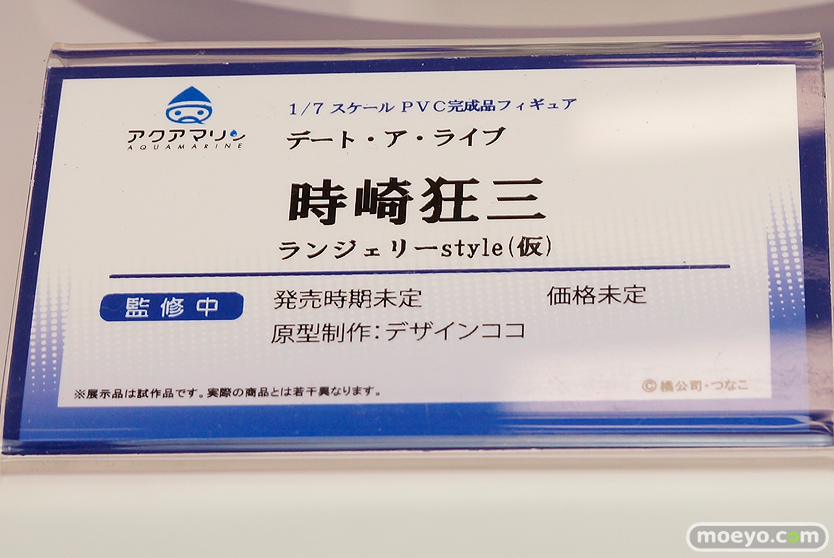 アクアマリン
AQUAMARINE
1/7 スケール PVC完成品フィギュア
デート・ア・ライブ
時崎狂三
ランジェリーstyle(仮)
監修中
発売時期未定 価格未定
原型制作:デザインココ
※展示品は試作品です。実際の商品とは若干異なります。
©橘公司・つなこ
moeyo.com